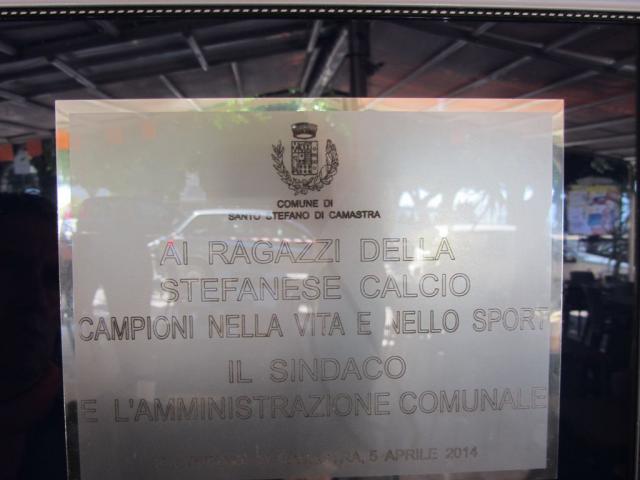 COMUNE DI
SANTO STEFANO DI CAMASTRA
AI RAGAZZI DELLA
STEFANESE CALCIO
CAMPIONI NELLA VITA E NELLO SPORT
IL SINDACO
E L'AMMINISTRAZIONE COMUNALE
CAMASTRA, 5 APRILE 2014